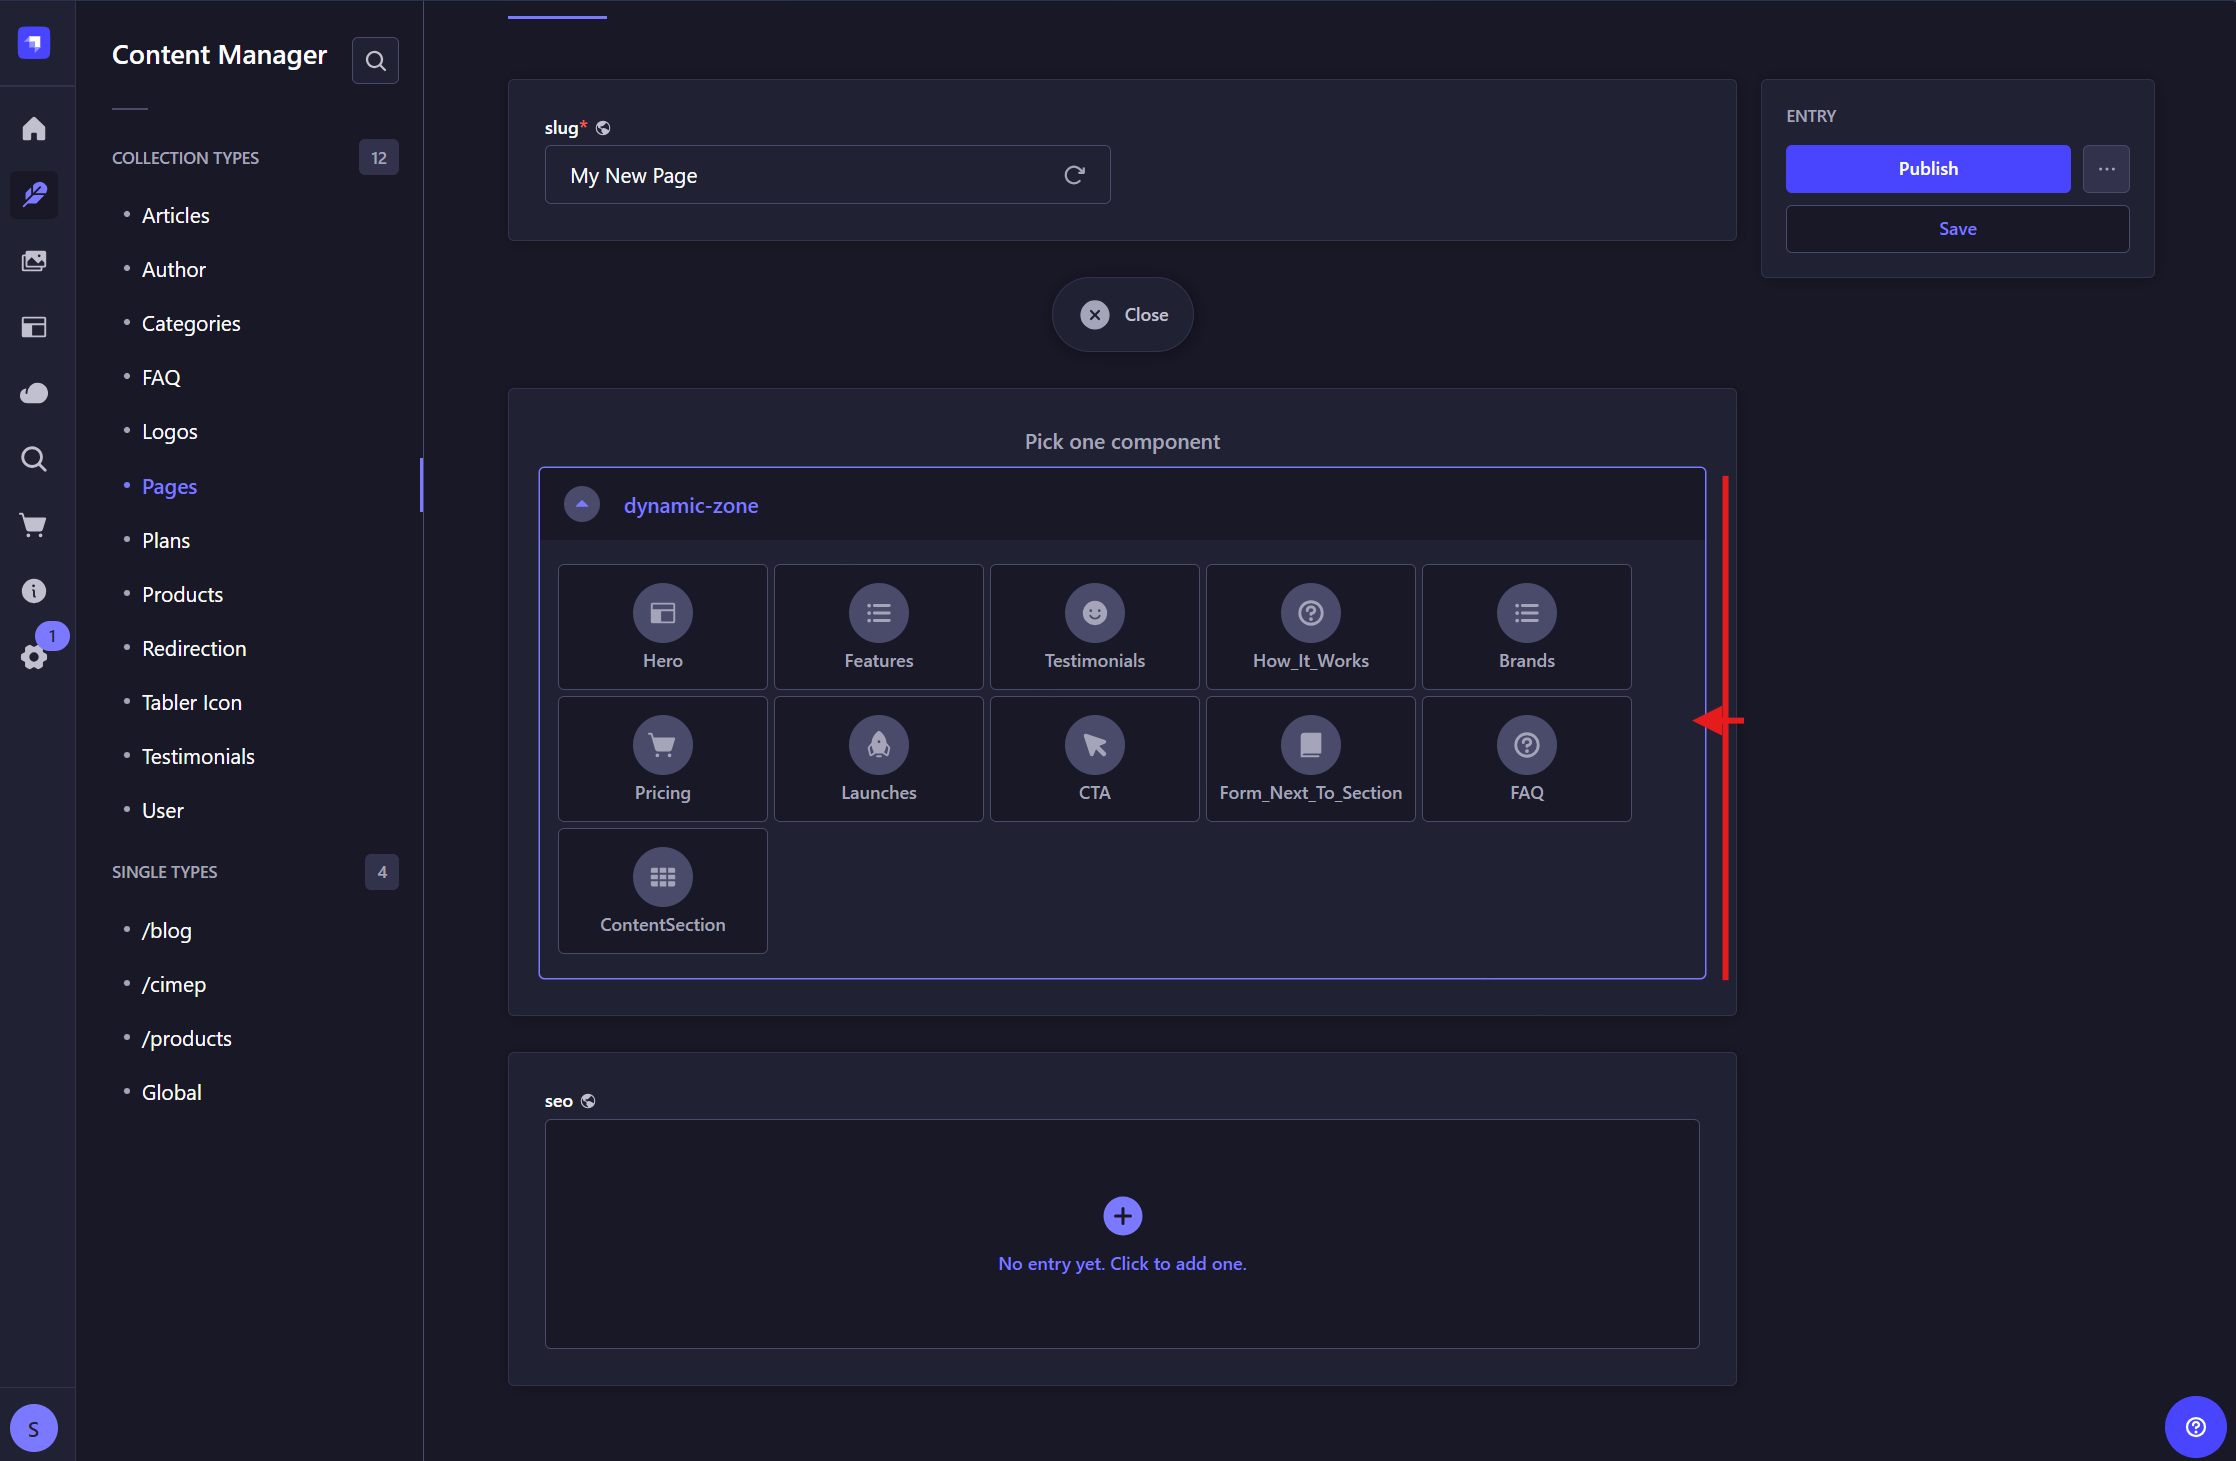 Content Manager
COLLECTION TYPES 12
Articles
Author
Categories
FAQ
Logos
Pages
Plans
Products
Redirection
Tabler Icon
Testimonials
User
SINGLE TYPES 4
/blog
/cimep
/products
Global
1
S
slug*
My New Page
Close
Pick one component
dynamic-zone
Hero Features Testimonials How_It_Works Brands
Pricing Launches CTA Form_Next_To_Section FAQ
ContentSection
seo
No entry yet. Click to add one.
ENTRY
Publish
Save